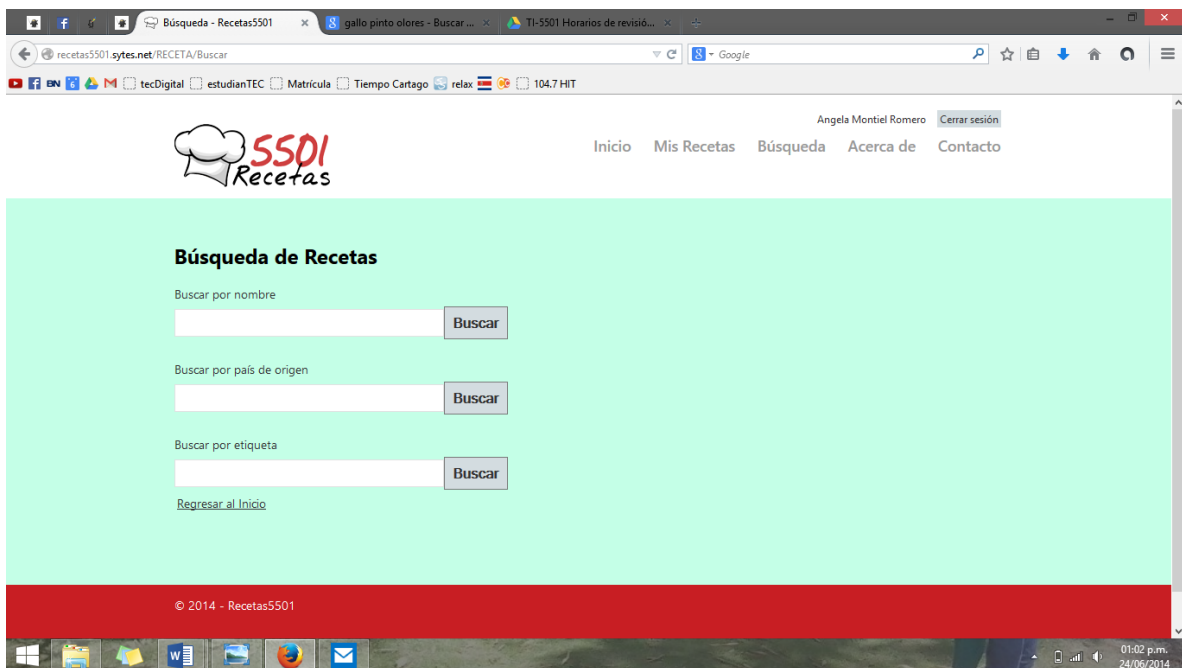 Búsqueda - Recetas5501 gallo pinto olores - Buscar ... TI-5501 Horarios de revisió...
recetas5501.sytes.net/RECETA/Buscar Google
tecDigital estudianTEC Matrícula Tiempo Cartago relax 104.7 HIT
Angela Montiel Romero Cerrar sesión
5501
Recetas
Inicio Mis Recetas Búsqueda Acerca de Contacto
Búsqueda de Recetas
Buscar por nombre
Buscar
Buscar por país de origen
Buscar
Buscar por etiqueta
Buscar
Regresar al Inicio
© 2014 - Recetas5501
01:02 p.m.
24/06/2014